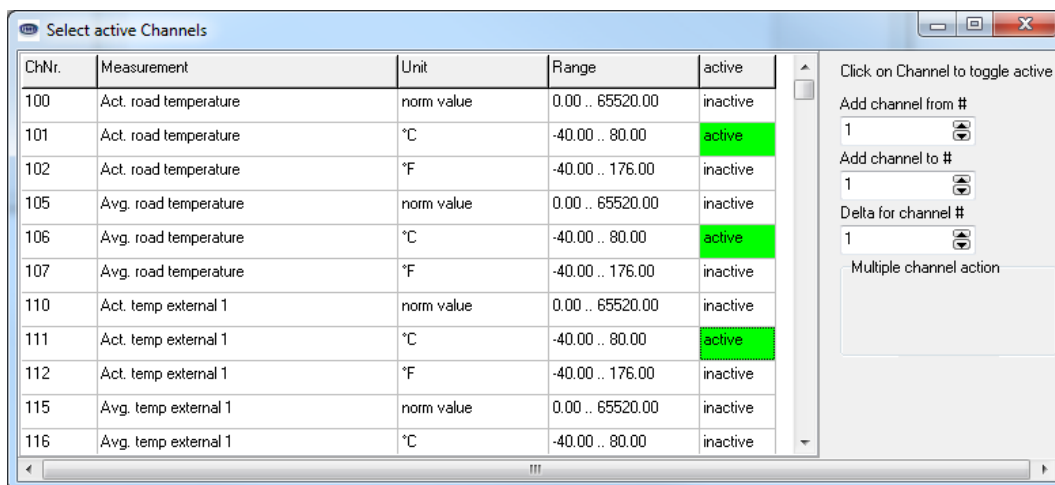 Select active Channels
ChNr. Measurement Unit Range active
100 Act. road temperature norm value 0.00 .. 65520.00 inactive
101 Act. road temperature °C -40.00 .. 80.00 active
102 Act. road temperature °F -40.00 .. 176.00 inactive
105 Avg. road temperature norm value 0.00 .. 65520.00 inactive
106 Avg. road temperature °C -40.00 .. 80.00 active
107 Avg. road temperature °F -40.00 .. 176.00 inactive
110 Act. temp external 1 norm value 0.00 .. 65520.00 inactive
111 Act. temp external 1 °C -40.00 .. 80.00 active
112 Act. temp external 1 °F -40.00 .. 176.00 inactive
115 Avg. temp external 1 norm value 0.00 .. 65520.00 inactive
116 Avg. temp external 1 °C -40.00 .. 80.00 inactive
Click on Channel to toggle active
Add channel from #
1
Add channel to #
1
Delta for channel #
1
Multiple channel action